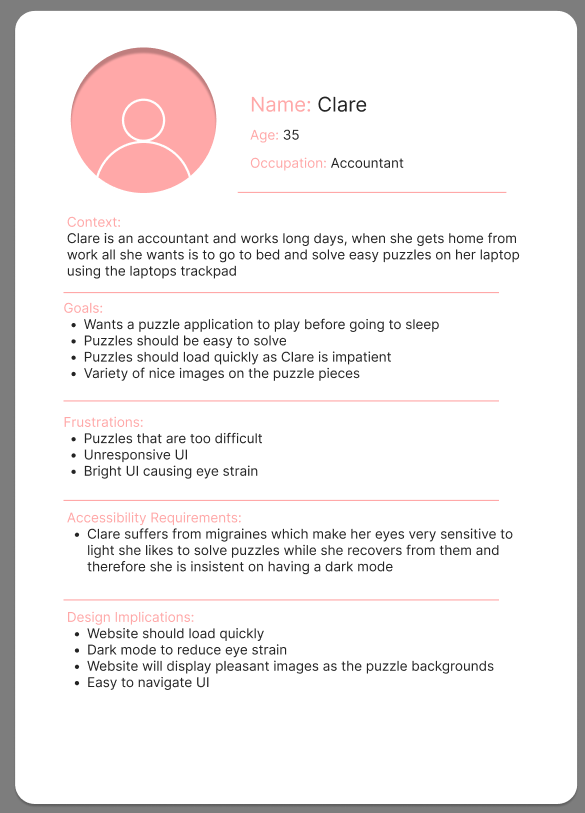 Name: Clare
Age: 35
Occupation: Accountant
Context:
Clare is an accountant and works long days, when she gets home from
work all she wants is to go to bed and solve easy puzzles on her laptop
using the laptops trackpad
Goals:
• Wants a puzzle application to play before going to sleep
• Puzzles should be easy to solve
• Puzzles should load quickly as Clare is impatient
• Variety of nice images on the puzzle pieces
Frustrations:
• Puzzles that are too difficult
• Unresponsive UI
• Bright UI causing eye strain
Accessibility Requirements:
• Clare suffers from migraines which make her eyes very sensitive to
light she likes to solve puzzles while she recovers from them and
therefore she is insistent on having a dark mode
Design Implications:
• Website should load quickly
• Dark mode to reduce eye strain
• Website will display pleasant images as the puzzle backgrounds
• Easy to navigate UI